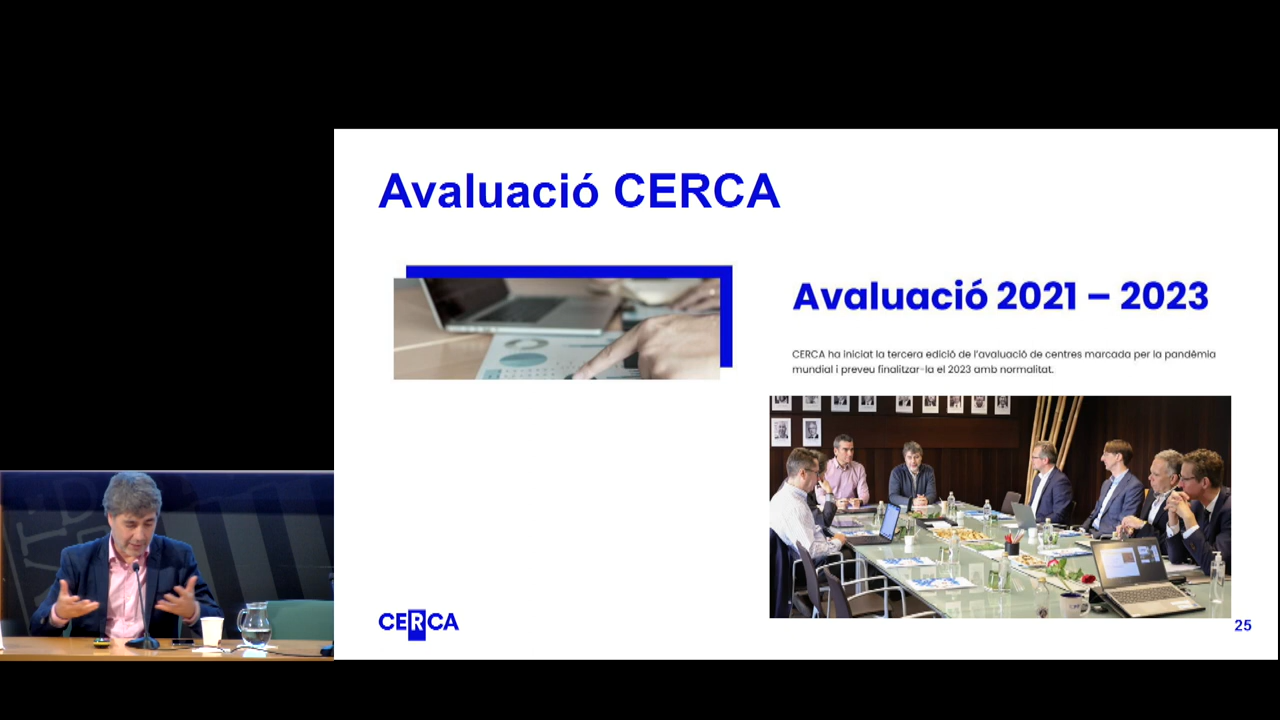 Avaluació CERCA
Avaluació 2021 – 2023
CERCA ha iniciat la tercera edició de l'avaluació de centres marcada per la pandèmia
mundial i preveu finalitzar-la el 2023 amb normalitat.
CERCA
25